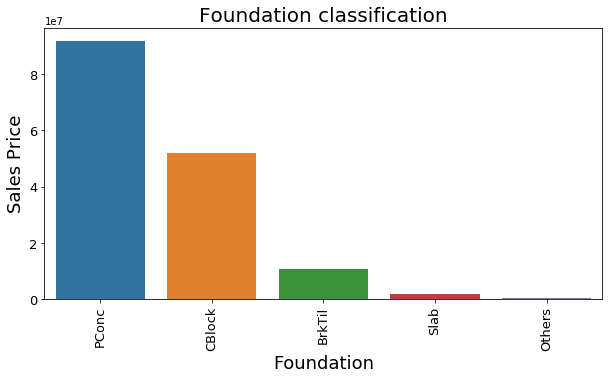 Foundation classification
1e7
Sales Price
8
6
4
2
0
PConc
CBlock
BrkTil
Slab
Others
Foundation